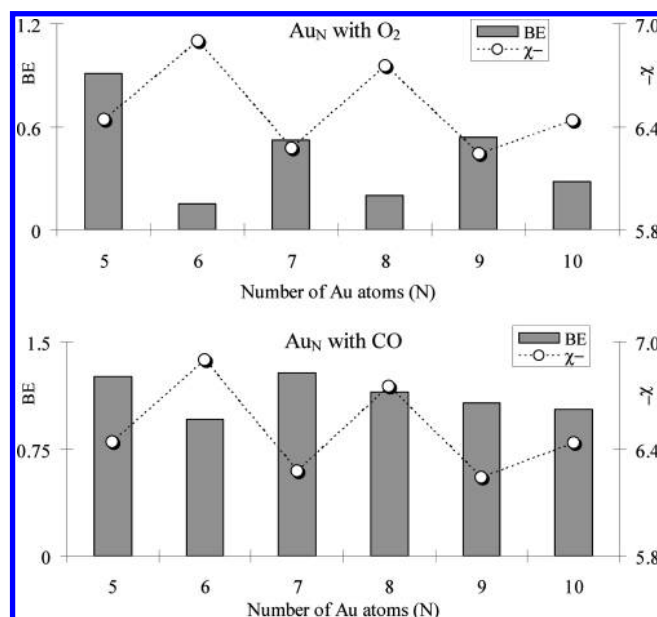 Au_N with O₂
BE
χ−
1.2
0.6
0
BE
7.0
6.4
5.8
χ−
5 6 7 8 9 10
Number of Au atoms (N)
Au_N with CO
BE
χ−
1.5
0.75
0
BE
7.0
6.4
5.8
χ−
5 6 7 8 9 10
Number of Au atoms (N)